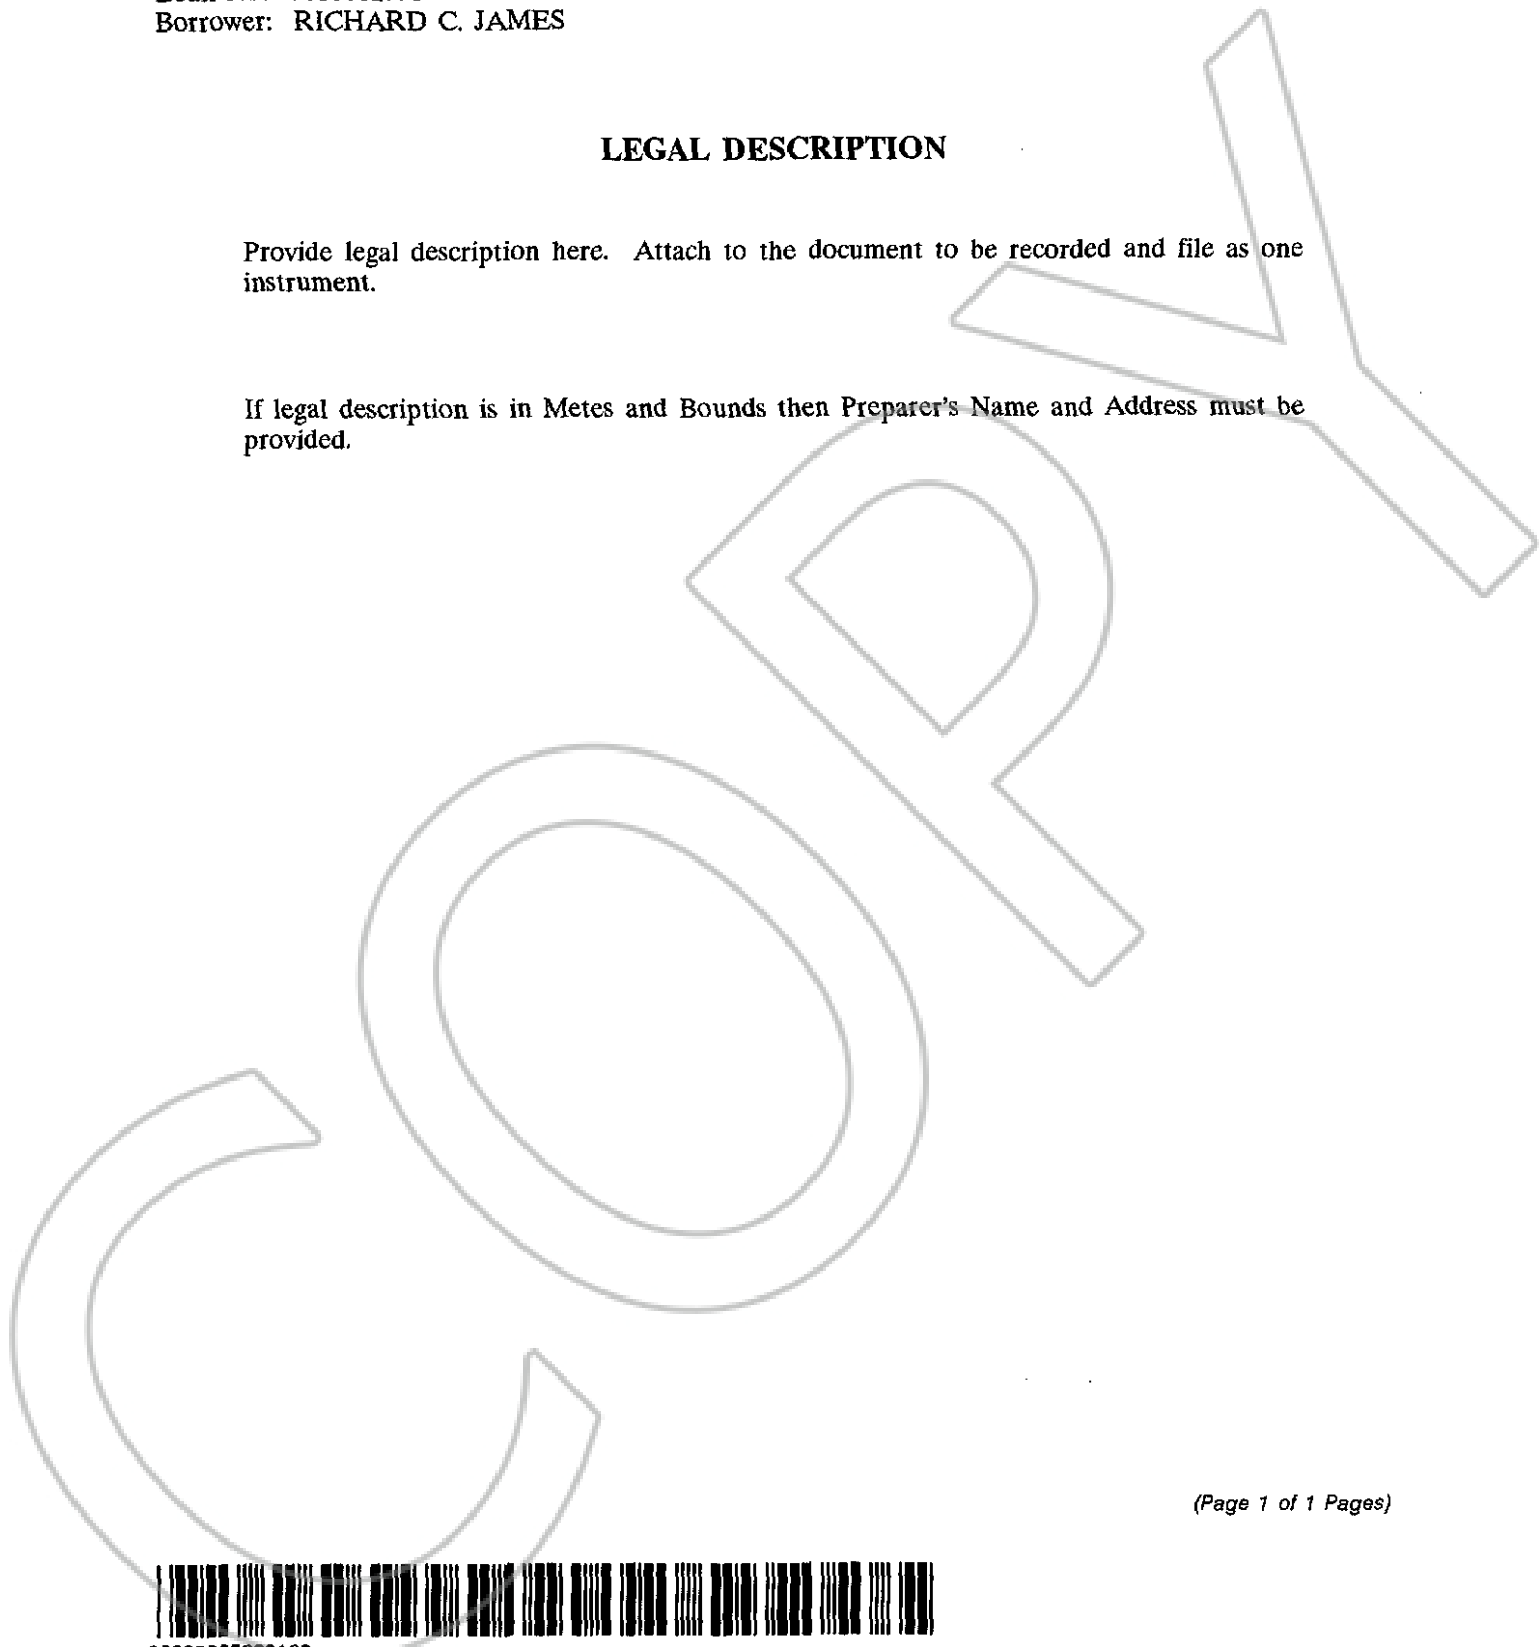 Borrower: RICHARD C. JAMES
LEGAL DESCRIPTION
Provide legal description here. Attach to the document to be recorded and file as one
instrument.
If legal description is in Metes and Bounds then Preparer's Name and Address must be
provided.
COPY
(Page 1 of 1 Pages)